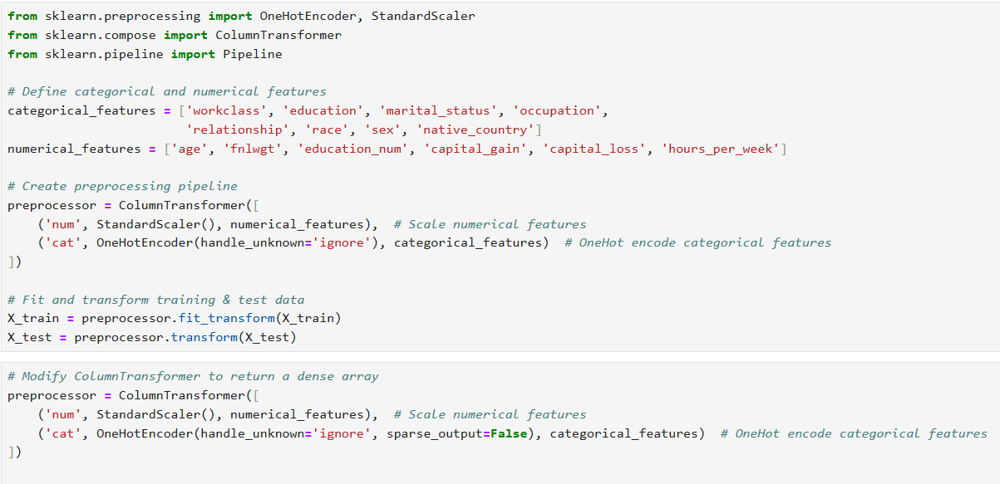 from sklearn.preprocessing import OneHotEncoder, StandardScaler
from sklearn.compose import ColumnTransformer
from sklearn.pipeline import Pipeline
# Define categorical and numerical features
categorical_features = ['workclass', 'education', 'marital_status', 'occupation',
                        'relationship', 'race', 'sex', 'native_country']
numerical_features = ['age', 'fnlwgt', 'education_num', 'capital_gain', 'capital_loss', 'hours_per_week']
# Create preprocessing pipeline
preprocessor = ColumnTransformer([
    ('num', StandardScaler(), numerical_features),  # Scale numerical features
    ('cat', OneHotEncoder(handle_unknown='ignore'), categorical_features)  # OneHot encode categorical features
])
# Fit and transform training & test data
X_train = preprocessor.fit_transform(X_train)
X_test = preprocessor.transform(X_test)
# Modify ColumnTransformer to return a dense array
preprocessor = ColumnTransformer([
    ('num', StandardScaler(), numerical_features),  # Scale numerical features
    ('cat', OneHotEncoder(handle_unknown='ignore', sparse_output=False), categorical_features)  # OneHot encode categorical features
])